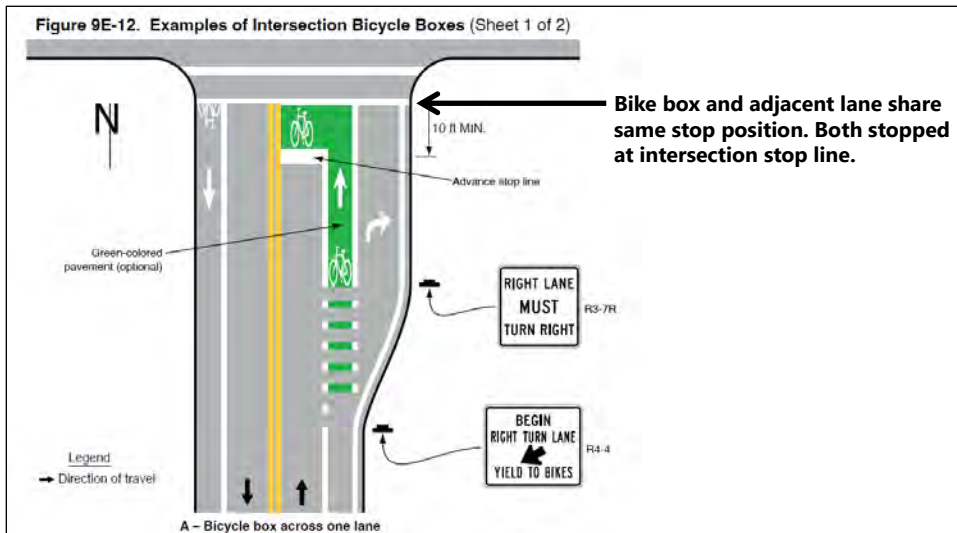 Figure 9E-12. Examples of Intersection Bicycle Boxes (Sheet 1 of 2)
N
10 ft MIN.
Bike box and adjacent lane share
same stop position. Both stopped
at intersection stop line.
Advance stop line
Green-colored
pavement (optional)
RIGHT LANE
MUST
TURN RIGHT
R3-7R
BEGIN
RIGHT TURN LANE
YIELD TO BIKES
R4-4
Legend
Direction of travel
A – Bicycle box across one lane